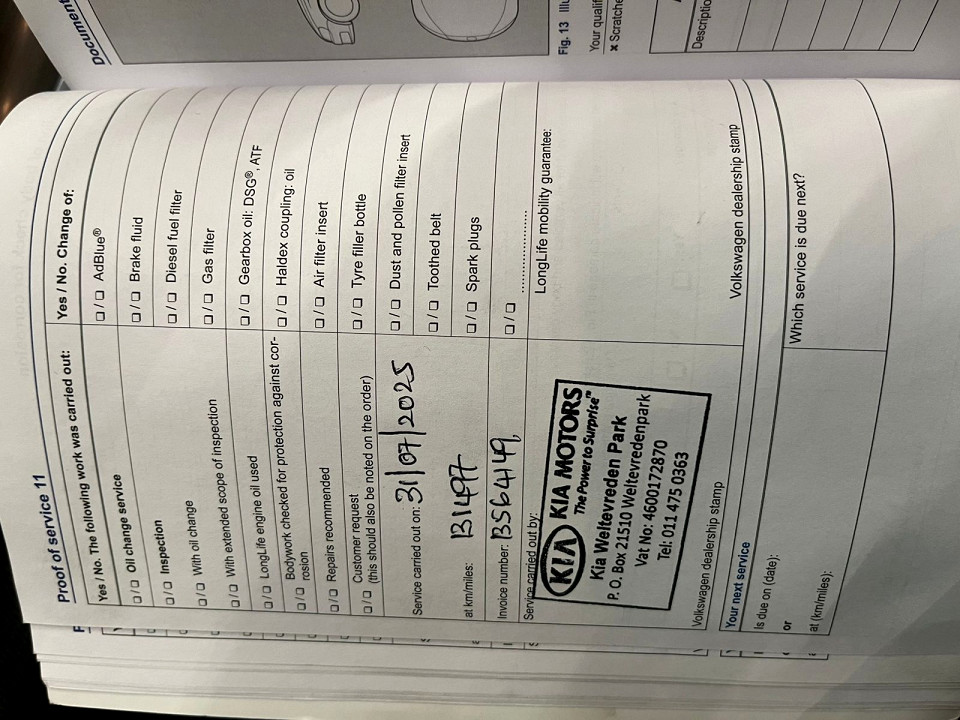 Proof of service 11
Yes / No. The following work was carried out:
❑ / ❑ Oil change service
❑ / ❑ Inspection
❑ / ❑ With oil change
❑ / ❑ With extended scope of inspection
❑ / ❑ LongLife engine oil used
Bodywork checked for protection against cor-
❑ / ❑ rosion
❑ / ❑ Repairs recommended
Customer request
❑ / ❑ (this should also be noted on the order)
Service carried out on: 31/07/2025
at km/miles: 131497
Invoice number: BS64149
Service carried out by:
KIA KIA MOTORS
The Power to Surprise™
Kia Weltevreden Park
P. O. Box 21510 Weltevredenpark
Vat No: 4600172870
Tel: 011 475 0363
Volkswagen dealership stamp
Yes / No. Change of:
❑ / ❑ AdBlue®
❑ / ❑ Brake fluid
❑ / ❑ Diesel fuel filter
❑ / ❑ Gas filter
❑ / ❑ Gearbox oil: DSG®, ATF
❑ / ❑ Haldex coupling: oil
❑ / ❑ Air filter insert
❑ / ❑ Tyre filler bottle
❑ / ❑ Dust and pollen filter insert
❑ / ❑ Toothed belt
❑ / ❑ Spark plugs
❑ / ❑ ....................
LongLife mobility guarantee:
Volkswagen dealership stamp
Your next service
Is due on (date):
or
at (km/miles):
Which service is due next?
Fig. 13
Your
×